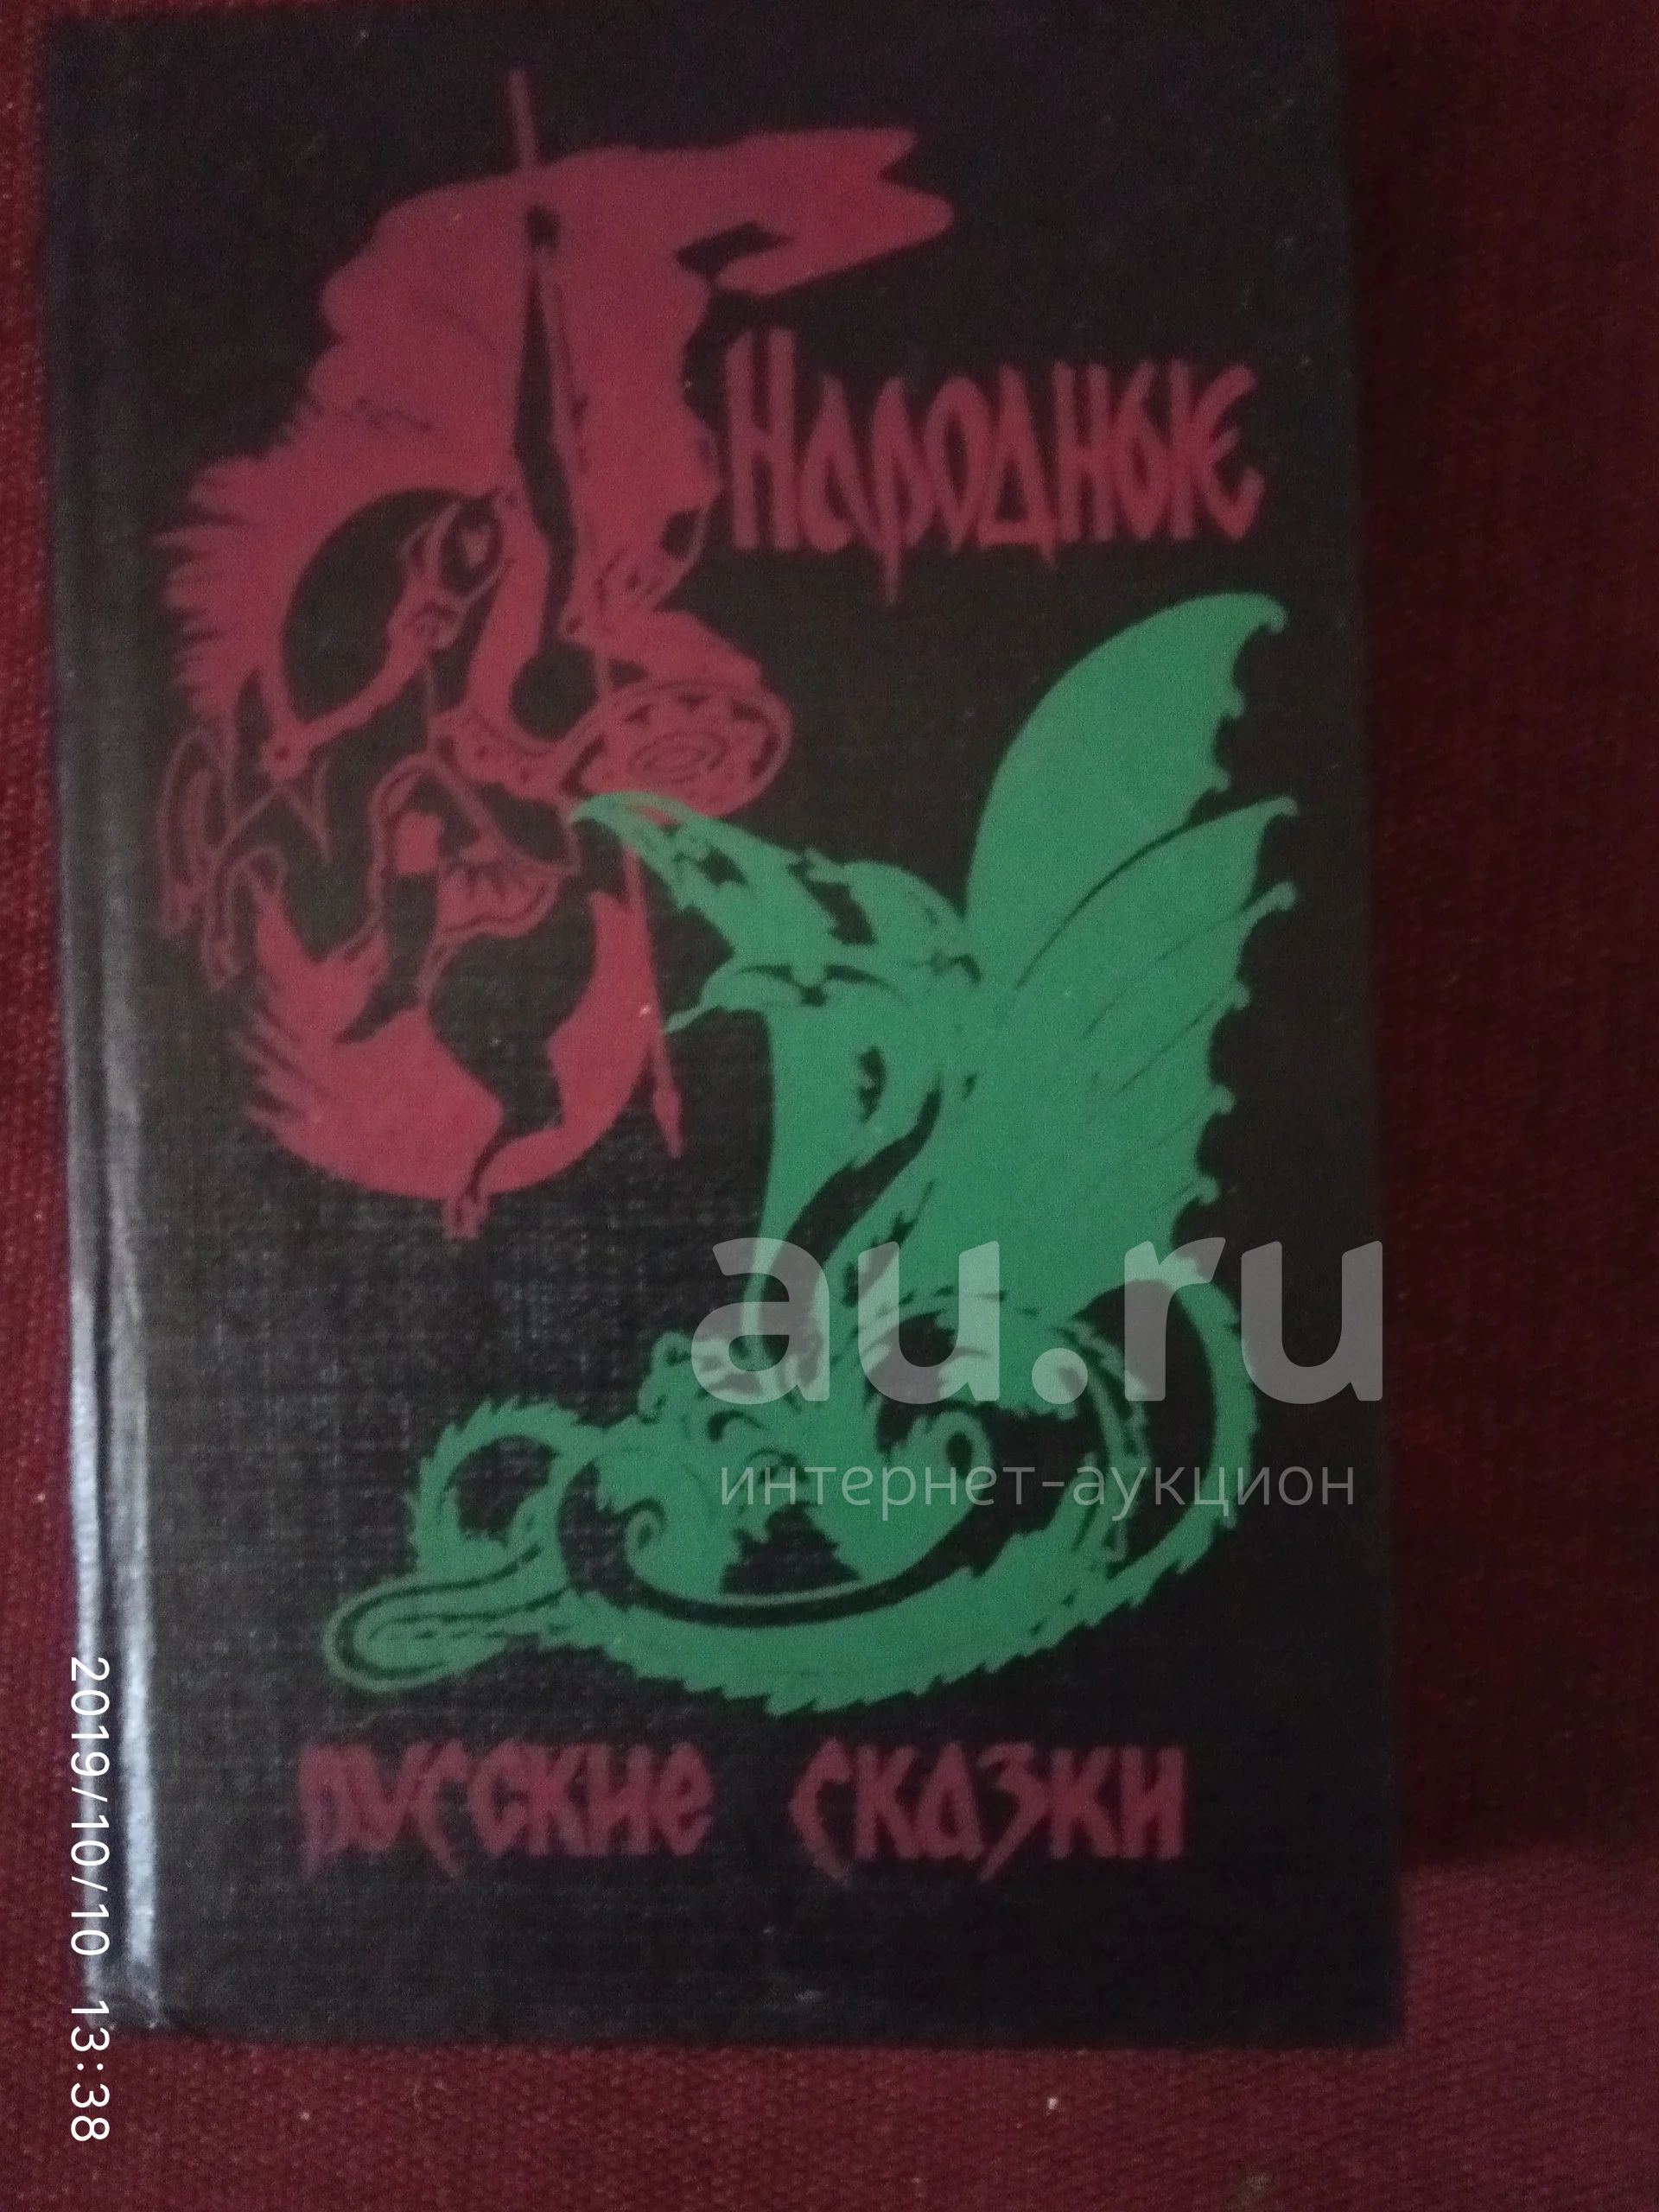 Народные
au.ru
интернет-аукцион
русские сказки
2019/10/10 13:38